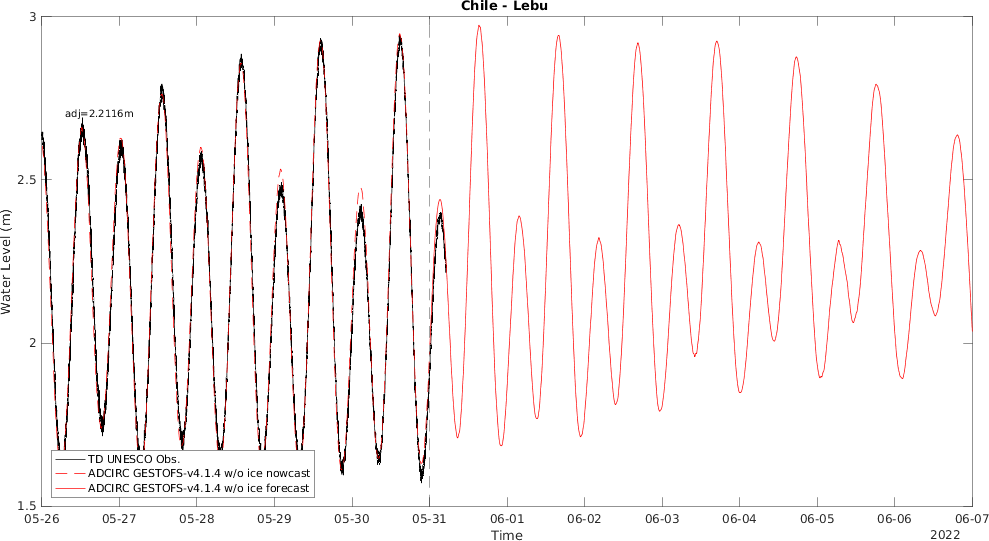 Chile - Lebu
3
adj=2.2116m
2.5
Water Level (m)
2
TD UNESCO Obs.
ADCIRC GESTOFS-v4.1.4 w/o ice nowcast
ADCIRC GESTOFS-v4.1.4 w/o ice forecast
1.5
05-26 05-27 05-28 05-29 05-30 05-31 06-01 06-02 06-03 06-04 06-05 06-06 06-07
Time
2022